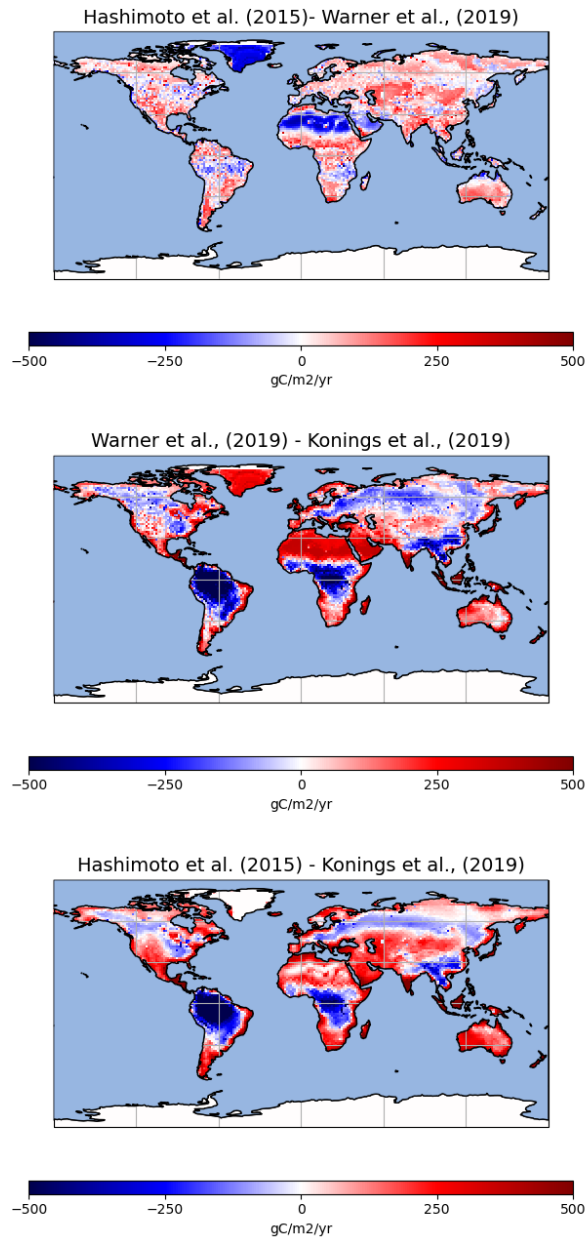 Hashimoto et al. (2015)- Warner et al., (2019)
−500 −250 0 250 500
gC/m2/yr
Warner et al., (2019) - Konings et al., (2019)
−500 −250 0 250 500
gC/m2/yr
Hashimoto et al. (2015) - Konings et al., (2019)
−500 −250 0 250 500
gC/m2/yr